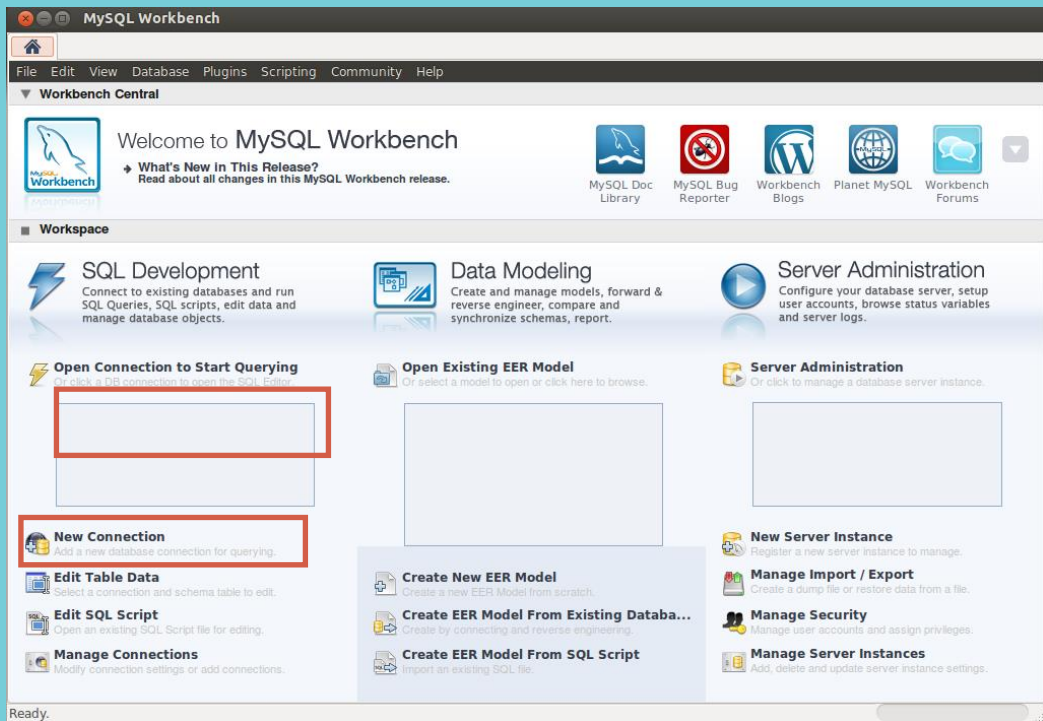 MySQL Workbench
File Edit View Database Plugins Scripting Community Help
Workbench Central
MySQL
Workbench
Welcome to MySQL Workbench
What's New in This Release?
Read about all changes in this MySQL Workbench release.
MySQL Doc
Library
MySQL Bug
Reporter
Workbench
Blogs
Planet MySQL
Workbench
Forums
Workspace
SQL Development
Connect to existing databases and run
SQL Queries, SQL scripts, edit data and
manage database objects.
Open Connection to Start Querying
Or click a DB connection to open the SQL Editor.
New Connection
Add a new database connection for querying.
Edit Table Data
Select a connection and schema table to edit.
Edit SQL Script
Open an existing SQL Script file for editing.
Manage Connections
Modify connection settings or add connections.
Data Modeling
Create and manage models, forward &
reverse engineer, compare and
synchronize schemas, report.
Open Existing EER Model
Or select a model to open or click here to browse.
Create New EER Model
Create a new EER Model from scratch.
Create EER Model From Existing Databa...
Create by connecting and reverse engineering.
Create EER Model From SQL Script
Import an existing SQL file.
Server Administration
Configure your database server, setup
user accounts, browse status variables
and server logs.
Server Administration
Or click to manage a database server instance.
New Server Instance
Register a new server instance to manage.
Manage Import / Export
Create a dump file or restore data from a file.
Manage Security
Manage user accounts and assign privileges.
Manage Server Instances
Add, delete and update server instance settings.
Ready.